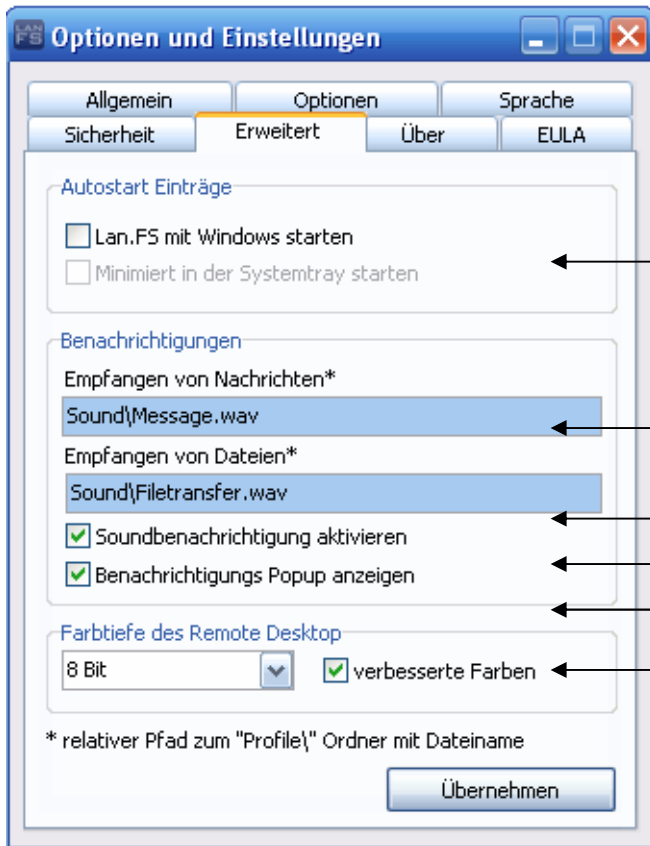 LAN
FS
Optionen und Einstellungen
Allgemein
Optionen
Sprache
Sicherheit
Erweitert
Über
EULA
Autostart Einträge
Lan.FS mit Windows starten
Minimiert in der Systemtray starten
Benachrichtigungen
Empfangen von Nachrichten*
Sound\Message.wav
Empfangen von Dateien*
Sound\Filetransfer.wav
Soundbenachrichtigung aktivieren
Benachrichtigungs Popup anzeigen
Farbtiefe des Remote Desktop
8 Bit
verbesserte Farben
* relativer Pfad zum "Profile\" Ordner mit Dateiname
Übernehmen